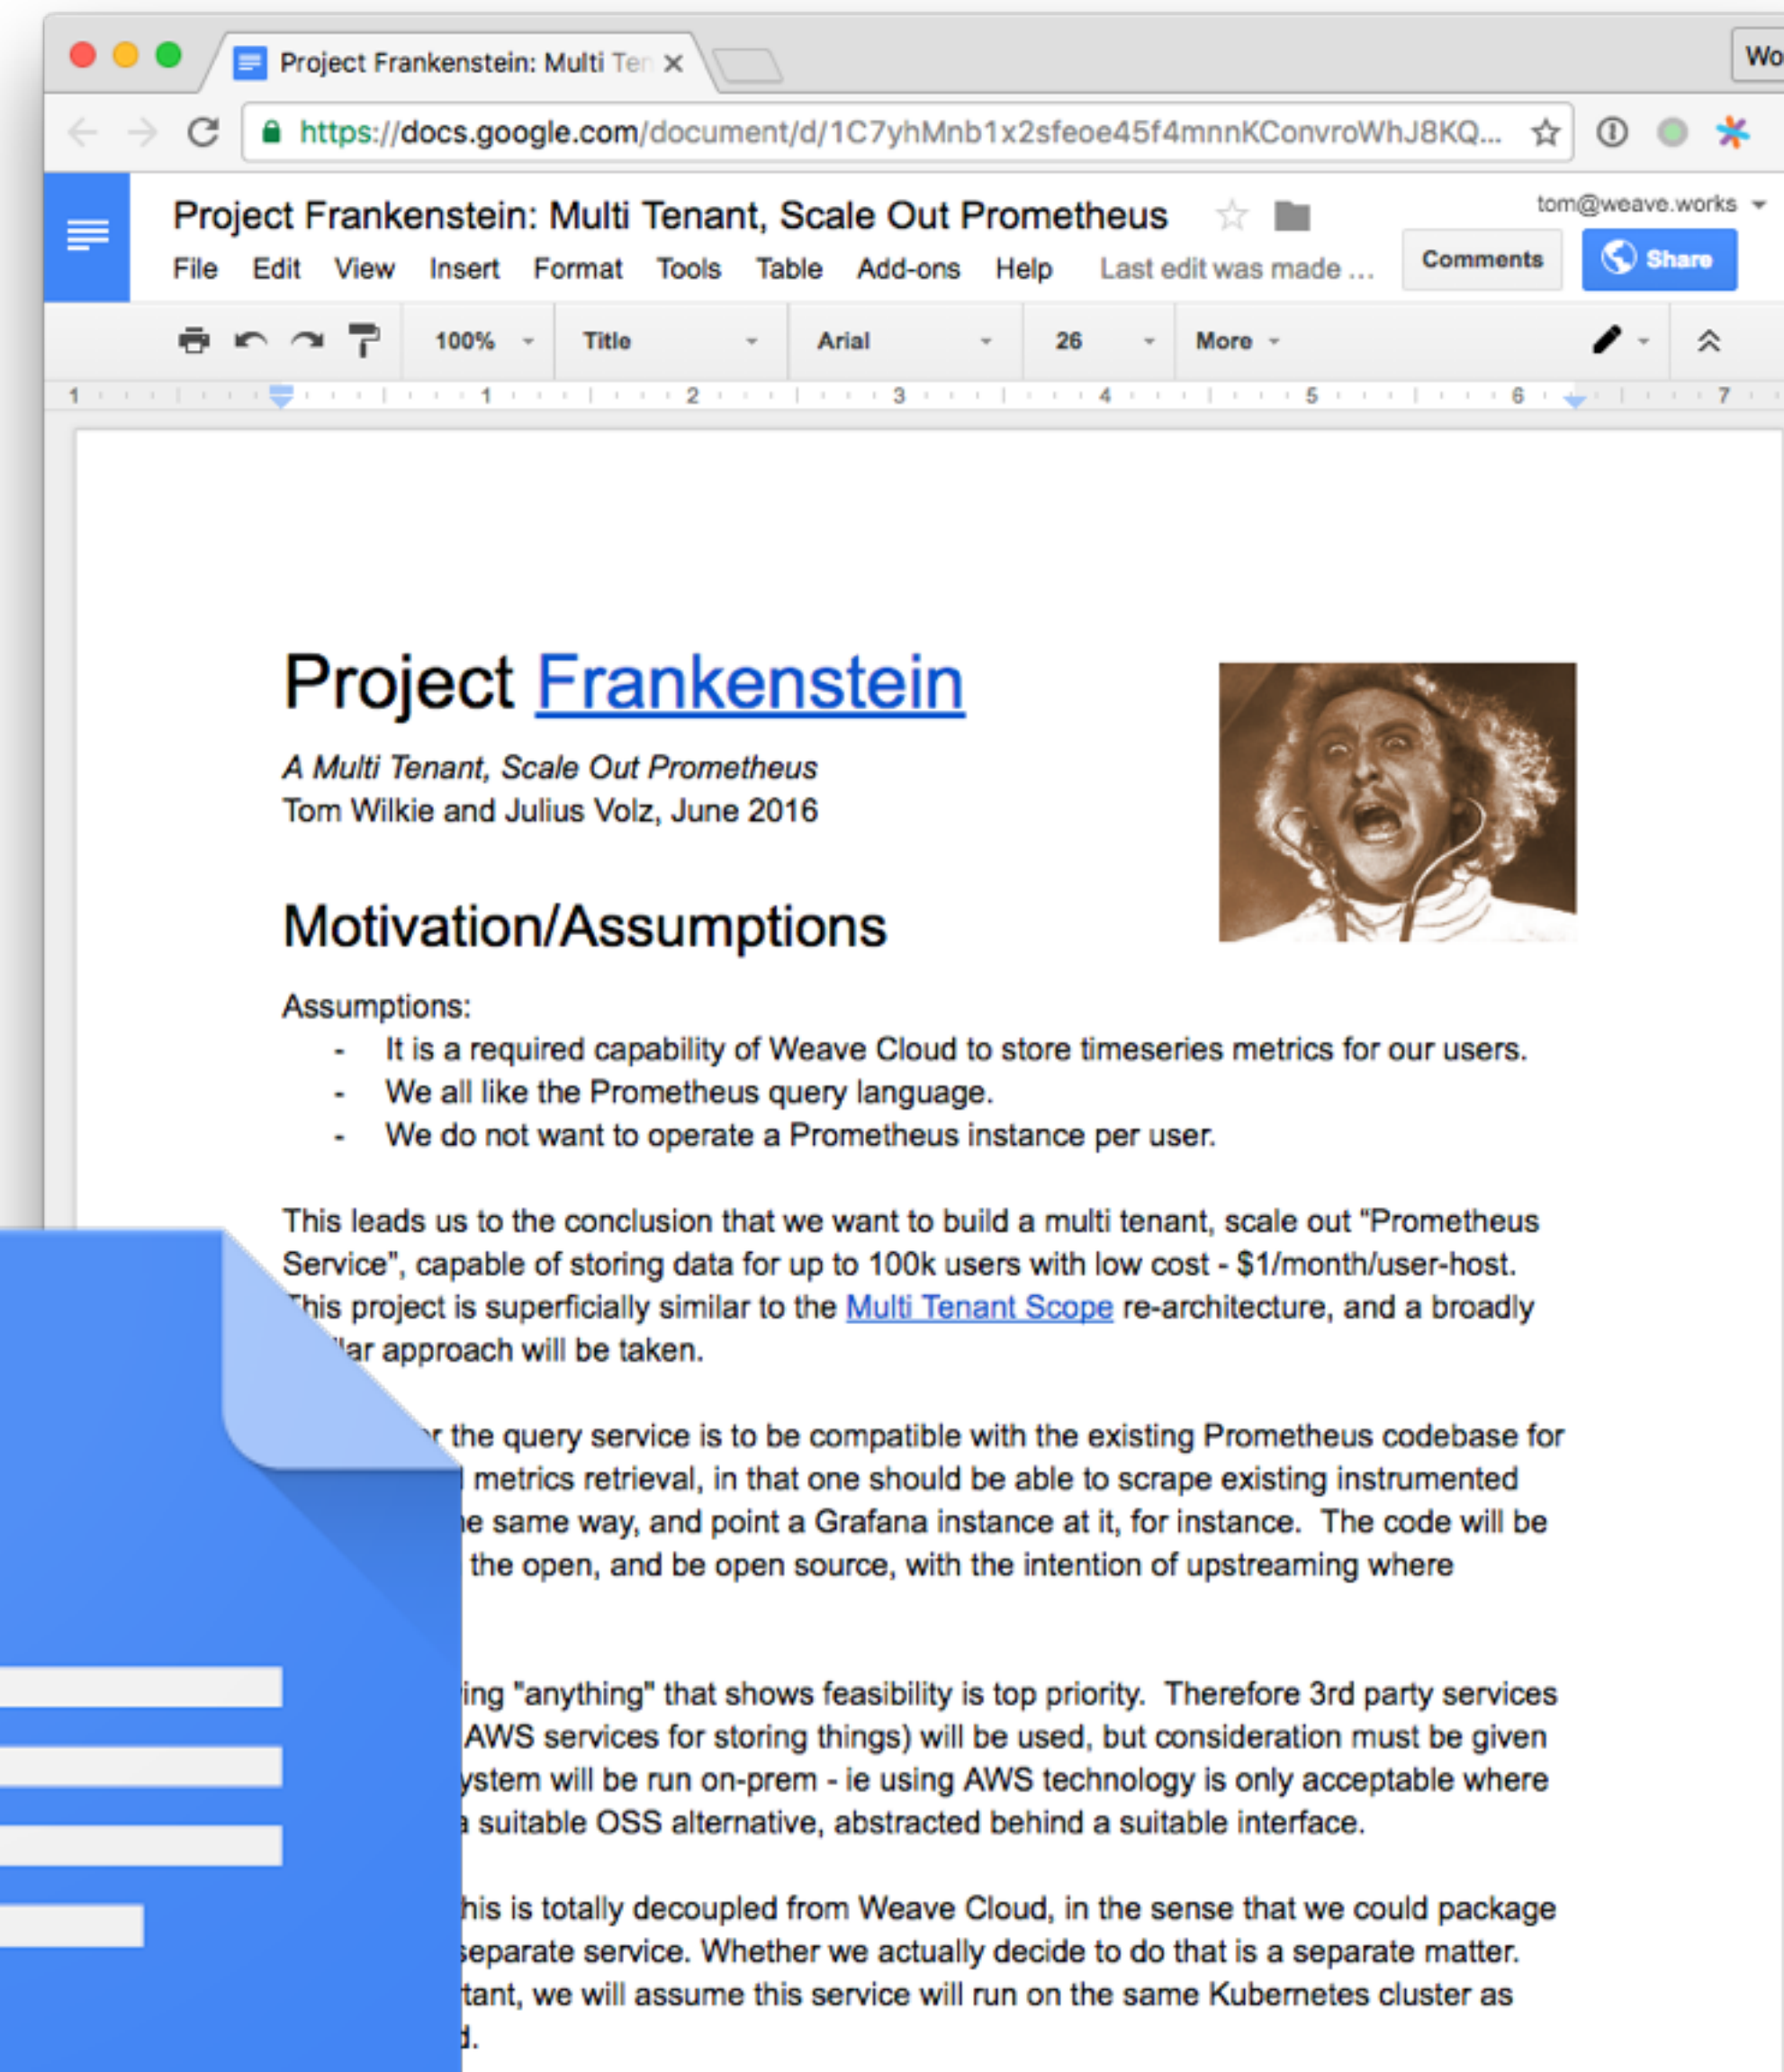 Project Frankenstein: Multi Ten
Wo
https://docs.google.com/document/d/1C7yhMnb1x2sfeoe45f4mnnKConvroWhJ8KQ...
Project Frankenstein: Multi Tenant, Scale Out Prometheus
tom@weave.works
File Edit View Insert Format Tools Table Add-ons Help Last edit was made ...
Comments
Share
100% Title Arial 26 More
1 1 2 3 4 5 6 7
Project Frankenstein
A Multi Tenant, Scale Out Prometheus
Tom Wilkie and Julius Volz, June 2016
Motivation/Assumptions
Assumptions:
- It is a required capability of Weave Cloud to store timeseries metrics for our users.
- We all like the Prometheus query language.
- We do not want to operate a Prometheus instance per user.
This leads us to the conclusion that we want to build a multi tenant, scale out "Prometheus
Service", capable of storing data for up to 100k users with low cost - $1/month/user-host.
This project is superficially similar to the Multi Tenant Scope re-architecture, and a broadly
lar approach will be taken.
r the query service is to be compatible with the existing Prometheus codebase for
metrics retrieval, in that one should be able to scrape existing instrumented
e same way, and point a Grafana instance at it, for instance. The code will be
the open, and be open source, with the intention of upstreaming where
ing "anything" that shows feasibility is top priority. Therefore 3rd party services
AWS services for storing things) will be used, but consideration must be given
ystem will be run on-prem - ie using AWS technology is only acceptable where
a suitable OSS alternative, abstracted behind a suitable interface.
his is totally decoupled from Weave Cloud, in the sense that we could package
separate service. Whether we actually decide to do that is a separate matter.
tant, we will assume this service will run on the same Kubernetes cluster as
d.